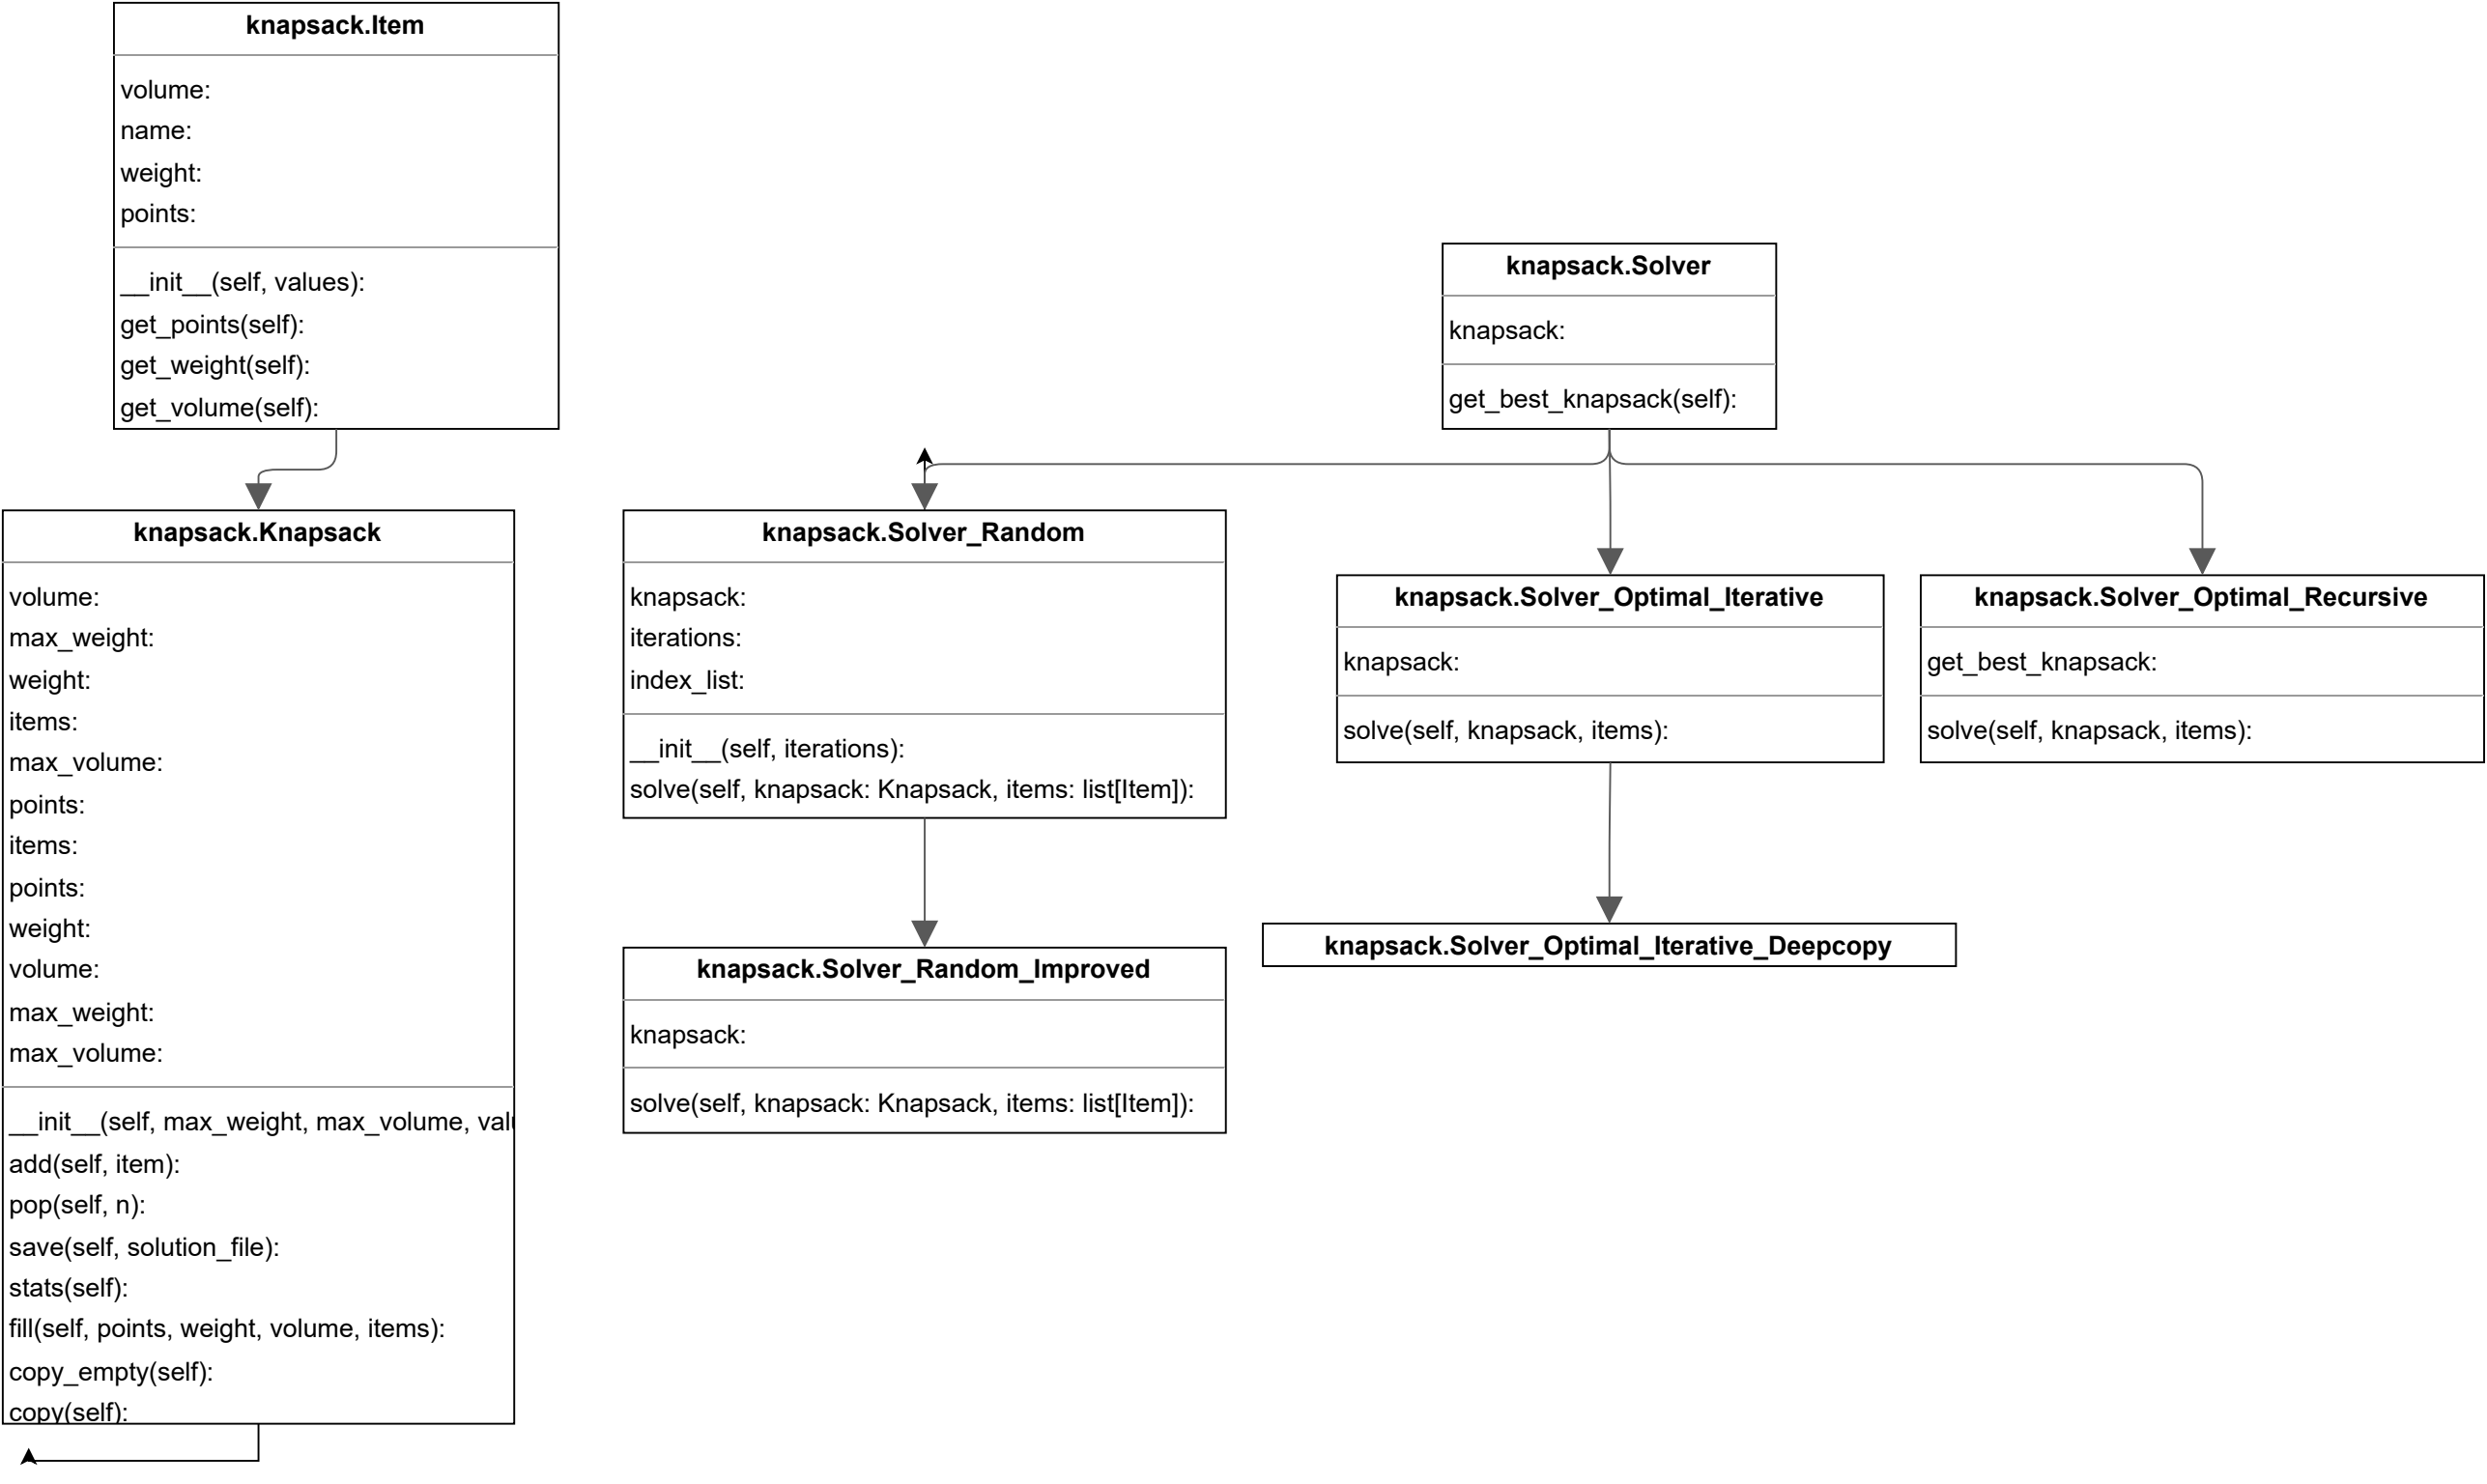 knapsack.Item
volume:
name:
weight:
points:
__init__(self, values):
get_points(self):
get_weight(self):
get_volume(self):
knapsack.Solver
knapsack:
get_best_knapsack(self):
knapsack.Knapsack
volume:
max_weight:
weight:
items:
max_volume:
points:
items:
points:
weight:
volume:
max_weight:
max_volume:
__init__(self, max_weight, max_volume,
add(self, item):
pop(self, n):
save(self, solution_file):
stats(self):
fill(self, points, weight, volume, items):
copy_empty(self):
copy(self):
knapsack.Solver_Random
knapsack:
iterations:
index_list:
__init__(self, iterations):
solve(self, knapsack: Knapsack, items: list[Item]):
knapsack.Solver_Random_Improved
knapsack:
solve(self, knapsack: Knapsack, items: list[Item]):
knapsack.Solver_Optimal_Iterative
knapsack:
solve(self, knapsack, items):
knapsack.Solver_Optimal_Iterative_Deepcopy
knapsack.Solver_Optimal_Recursive
get_best_knapsack:
solve(self, knapsack, items):